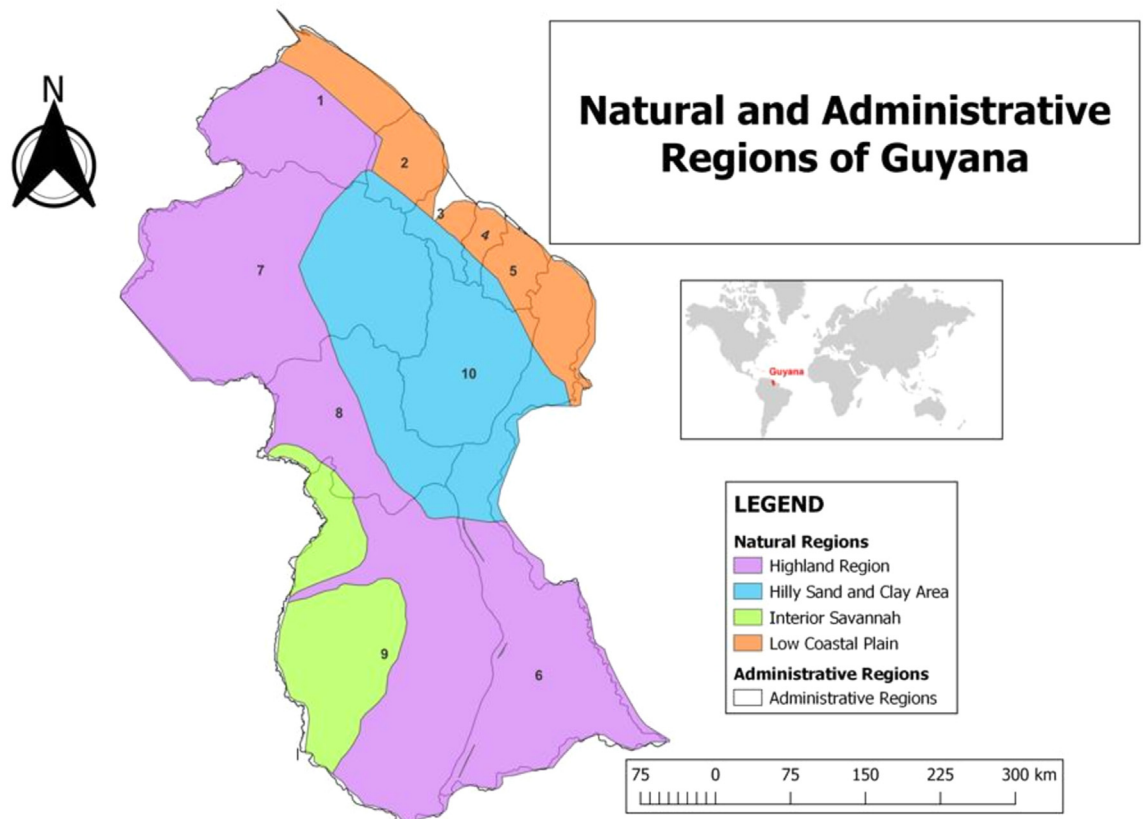 Natural and Administrative
Regions of Guyana
N
1
2
3
4
5
7
10
8
9
6
Guyana
LEGEND
Natural Regions
Highland Region
Hilly Sand and Clay Area
Interior Savannah
Low Coastal Plain
Administrative Regions
Administrative Regions
75 0 75 150 225 300 km